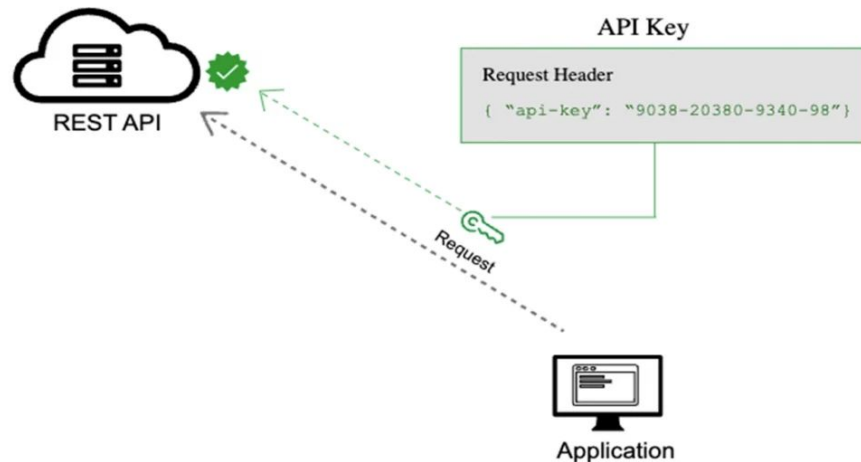 API Key
Request Header
{ “api-key”: “9038-20380-9340-98”}
REST API
Request
Application